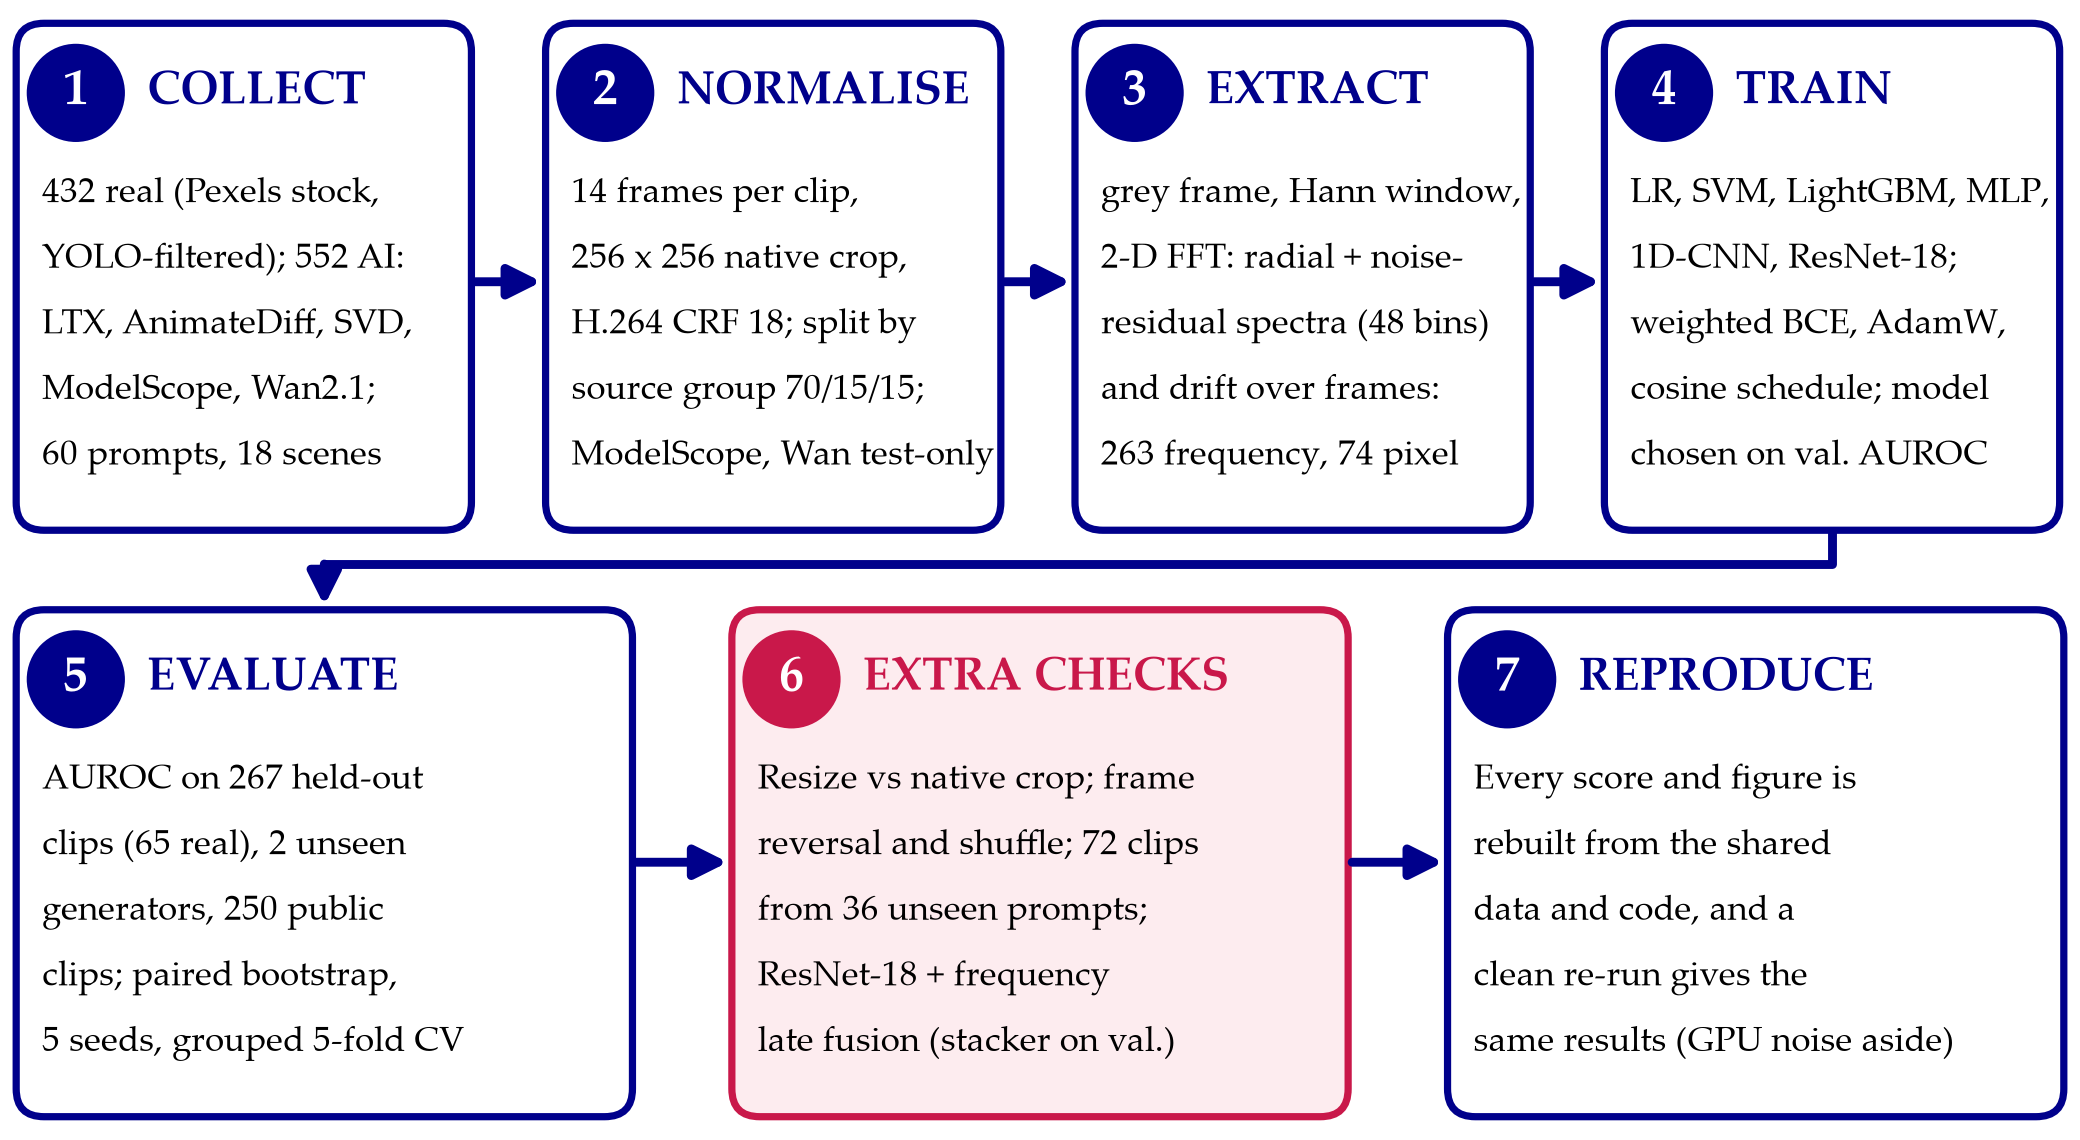 1 COLLECT
432 real (Pexels stock,
YOLO-filtered); 552 AI:
LTX, AnimateDiff, SVD,
ModelScope, Wan2.1;
60 prompts, 18 scenes
2 NORMALISE
14 frames per clip,
256 x 256 native crop,
H.264 CRF 18; split by
source group 70/15/15;
ModelScope, Wan test-only
3 EXTRACT
grey frame, Hann window,
2-D FFT: radial + noise-
residual spectra (48 bins)
and drift over frames:
263 frequency, 74 pixel
4 TRAIN
LR, SVM, LightGBM, MLP,
1D-CNN, ResNet-18;
weighted BCE, AdamW,
cosine schedule; model
chosen on val. AUROC
5 EVALUATE
AUROC on 267 held-out
clips (65 real), 2 unseen
generators, 250 public
clips; paired bootstrap,
5 seeds, grouped 5-fold CV
6 EXTRA CHECKS
Resize vs native crop; frame
reversal and shuffle; 72 clips
from 36 unseen prompts;
ResNet-18 + frequency
late fusion (stacker on val.)
7 REPRODUCE
Every score and figure is
rebuilt from the shared
data and code, and a
clean re-run gives the
same results (GPU noise aside)